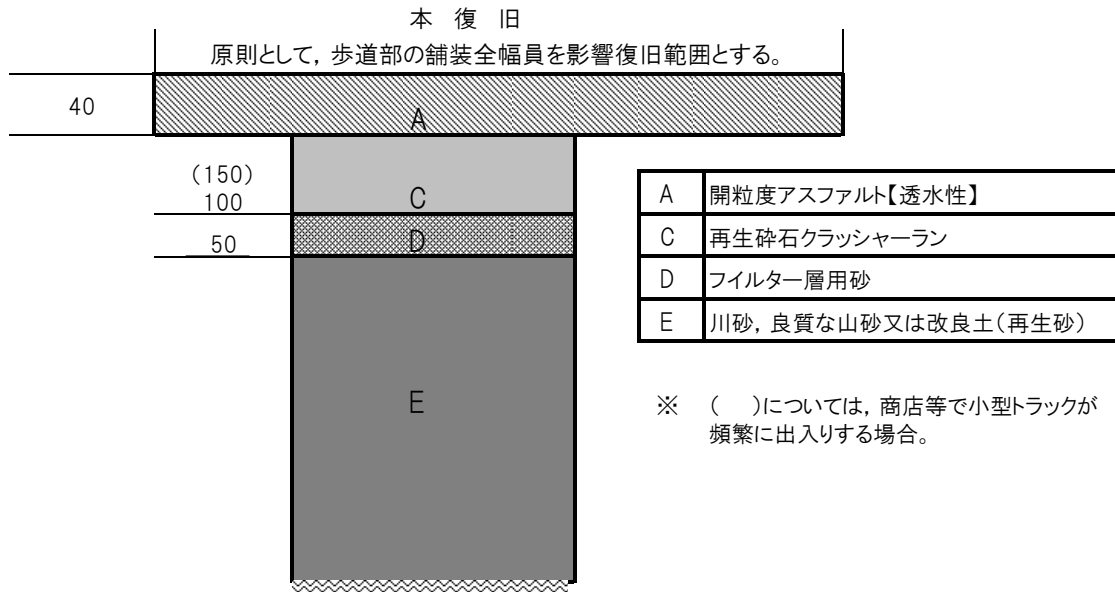 本 復 旧
原則として，歩道部の舗装全幅員を影響復旧範囲とする。
40
A
(150)
100
C
50
D
E
A 開粒度アスファルト【透水性】
C 再生砕石クラッシャーラン
D フイルター層用砂
E 川砂，良質な山砂又は改良土（再生砂）
※ （ ）については，商店等で小型トラックが
頻繁に出入りする場合。